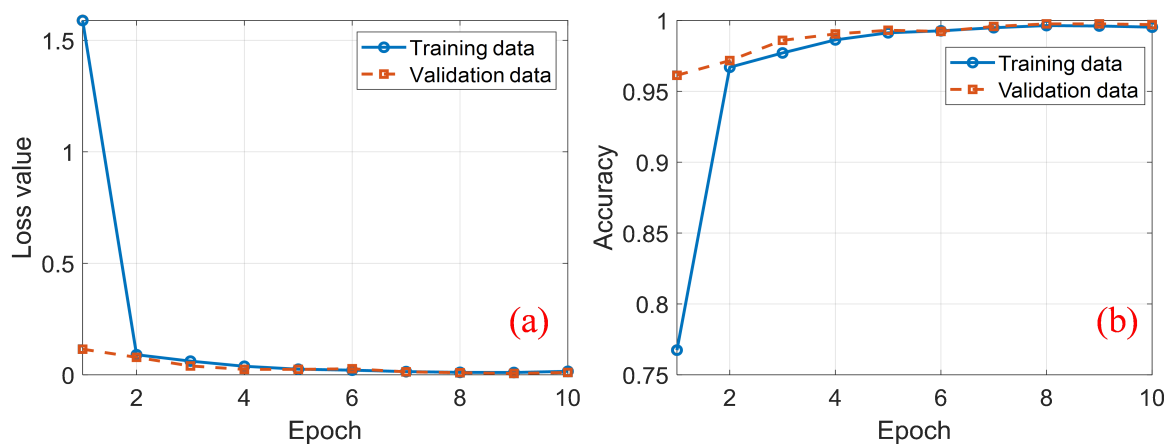 1.5
1
0.5
0
2
4
6
8
10
Loss value
Epoch
Training data
Validation data
(a)
1
0.95
0.9
0.85
0.8
0.75
2
4
6
8
10
Accuracy
Epoch
Training data
Validation data
(b)